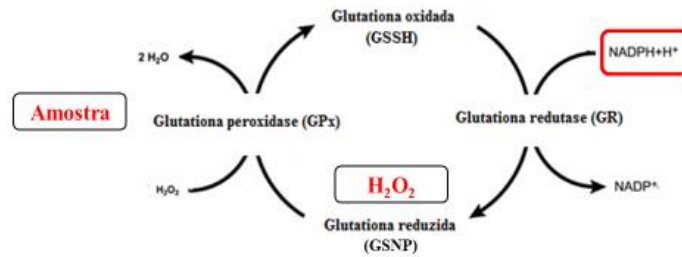 Glutationa oxidada
(GSSH)
2 H₂O
NADPH+H⁺
Amostra
Glutationa peroxidase (GPx)
Glutationa redutase (GR)
H₂O₂
H₂O₂
NADP⁺·
Glutationa reduzida
(GSNP)